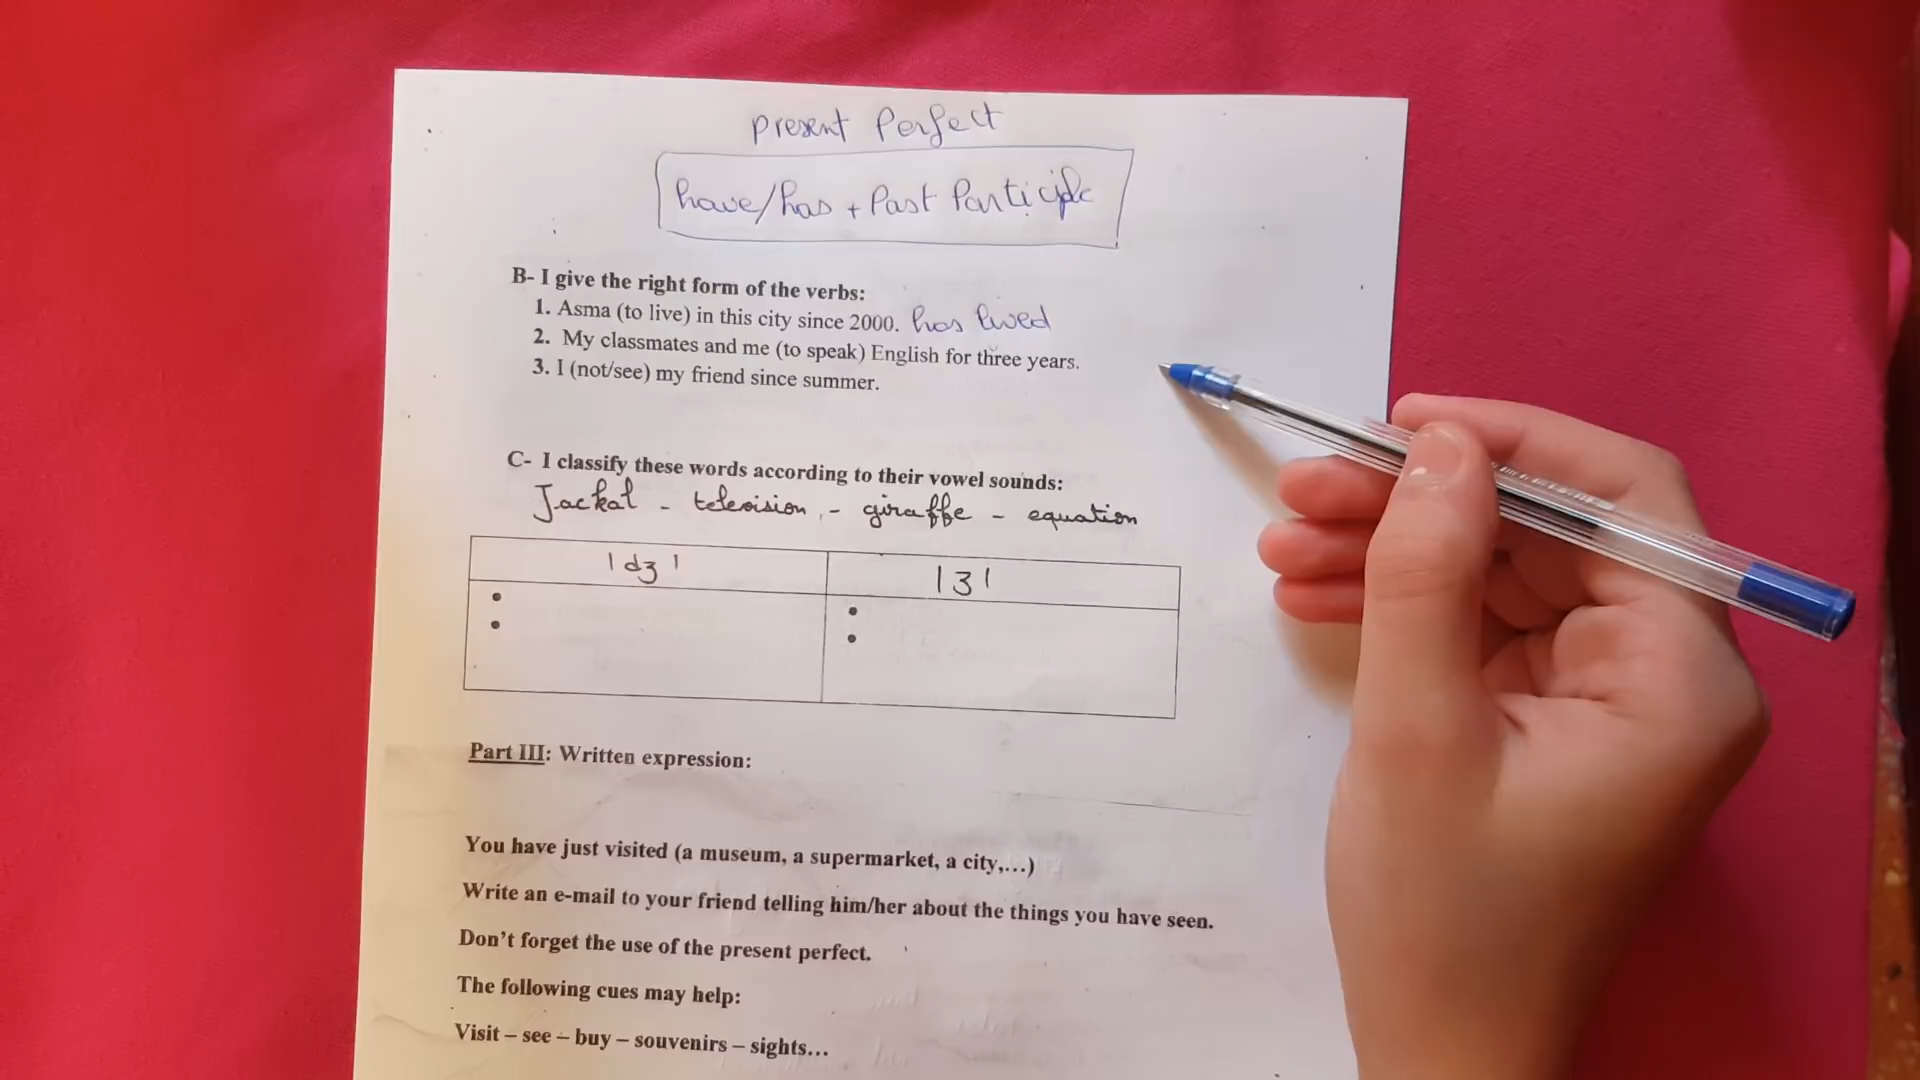 Present Perfect
have/has + Past Participle
B- I give the right form of the verbs:
1. Asma (to live) in this city since 2000. has lived
2. My classmates and me (to speak) English for three years.
3. I (not/see) my friend since summer.
C- I classify these words according to their vowel sounds:
Jackal - television - giraffe - equation
/dʒ/ /ʒ/
Part III: Written expression:
You have just visited (a museum, a supermarket, a city,...)
Write an e-mail to your friend telling him/her about the things you have seen.
Don't forget the use of the present perfect.
The following cues may help:
Visit – see – buy – souvenirs – sights...